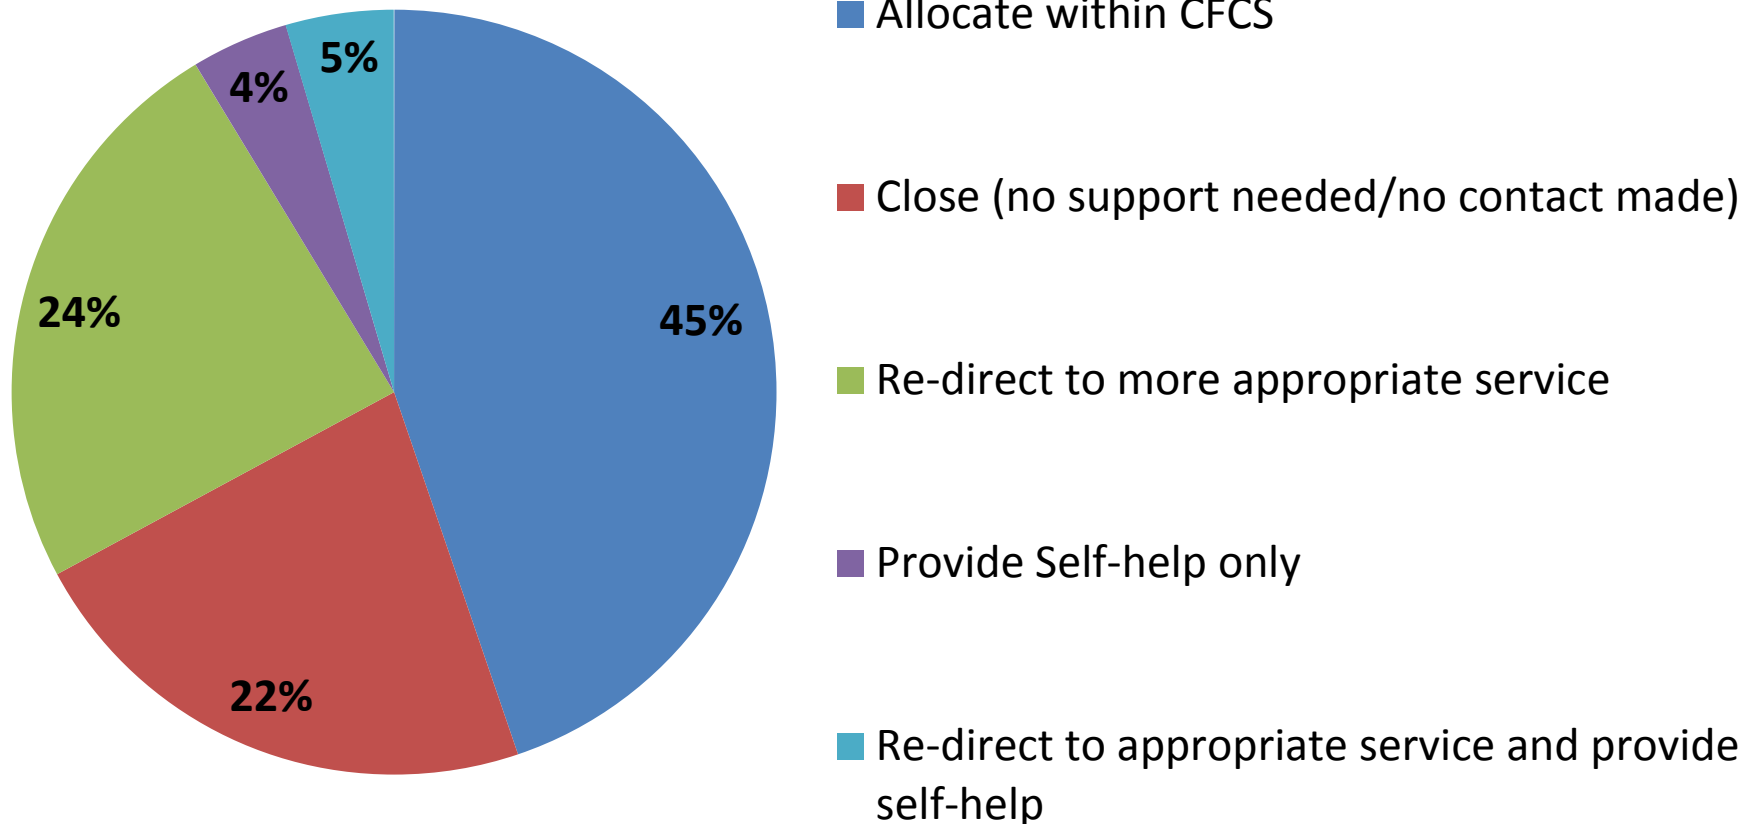 Allocate within CFCS
5%
4%
Close (no support needed/no contact made)
24%
45%
Re-direct to more appropriate service
Provide Self-help only
22%
Re-direct to appropriate service and provide
self-help